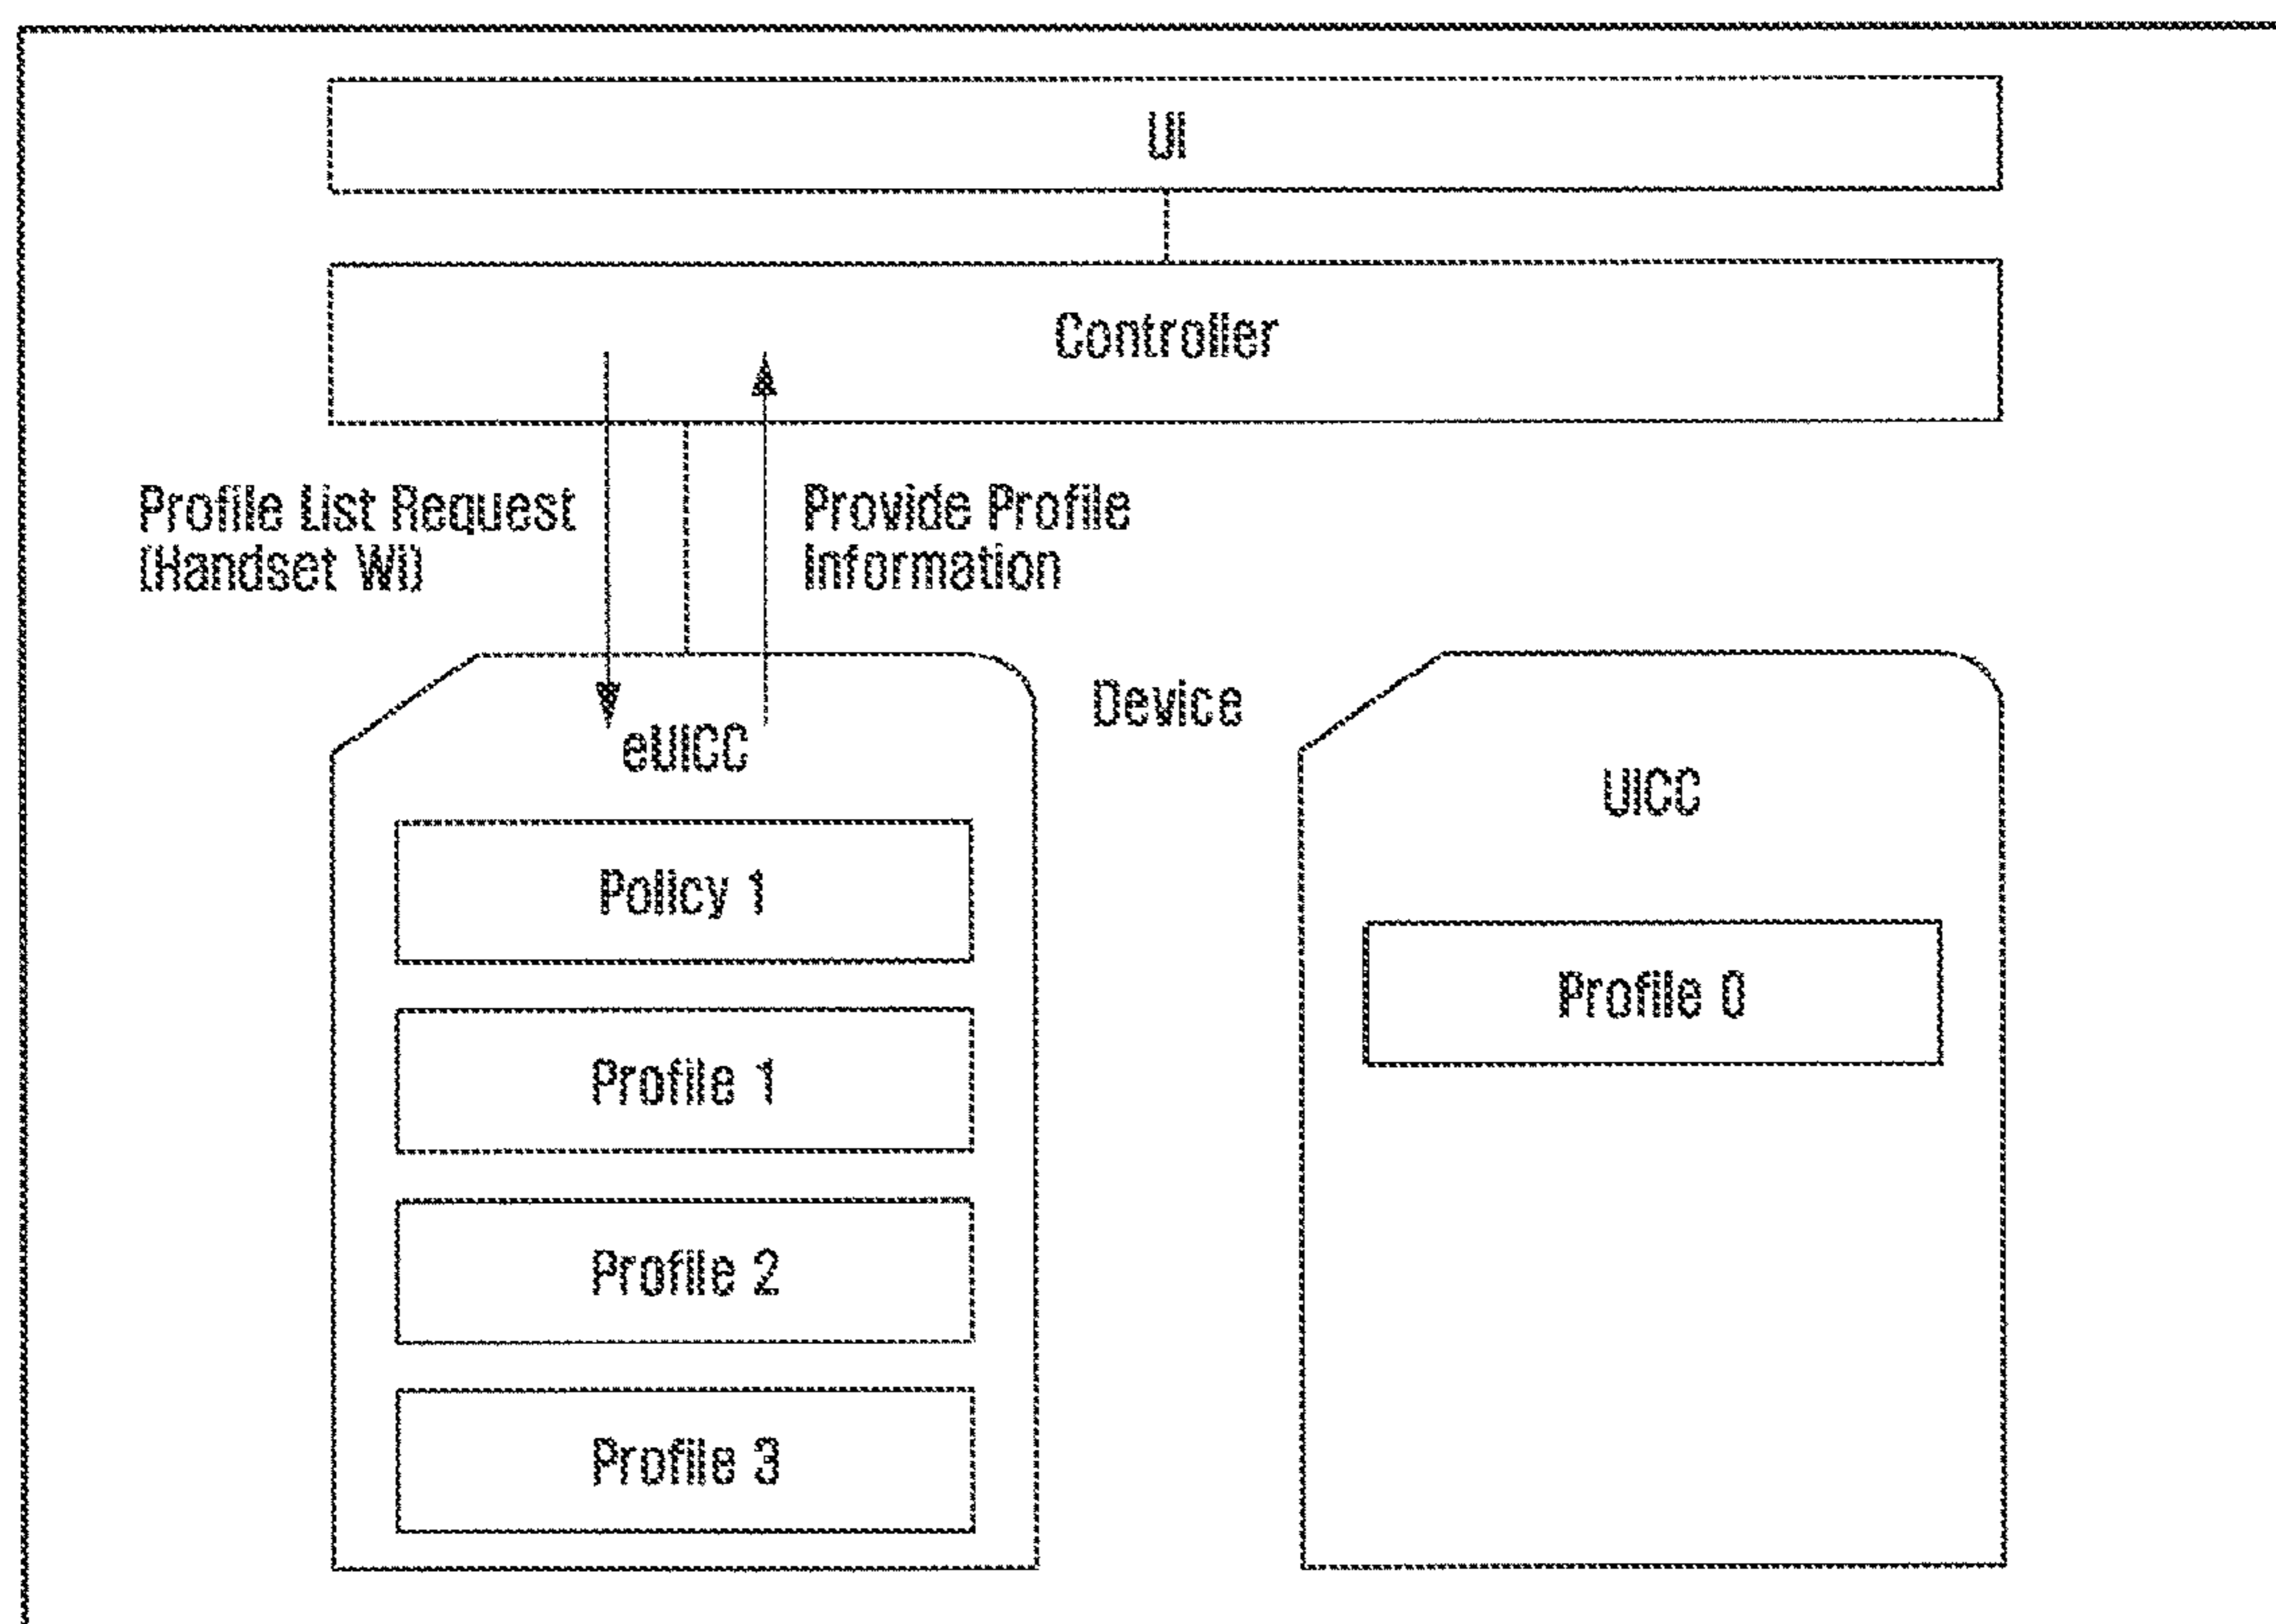 UI
Controller
Profile List Request
(Handset WI)
Provide Profile
Information
Device
eUICC
UICC
Policy 1
Profile 1
Profile 2
Profile 3
Profile 0